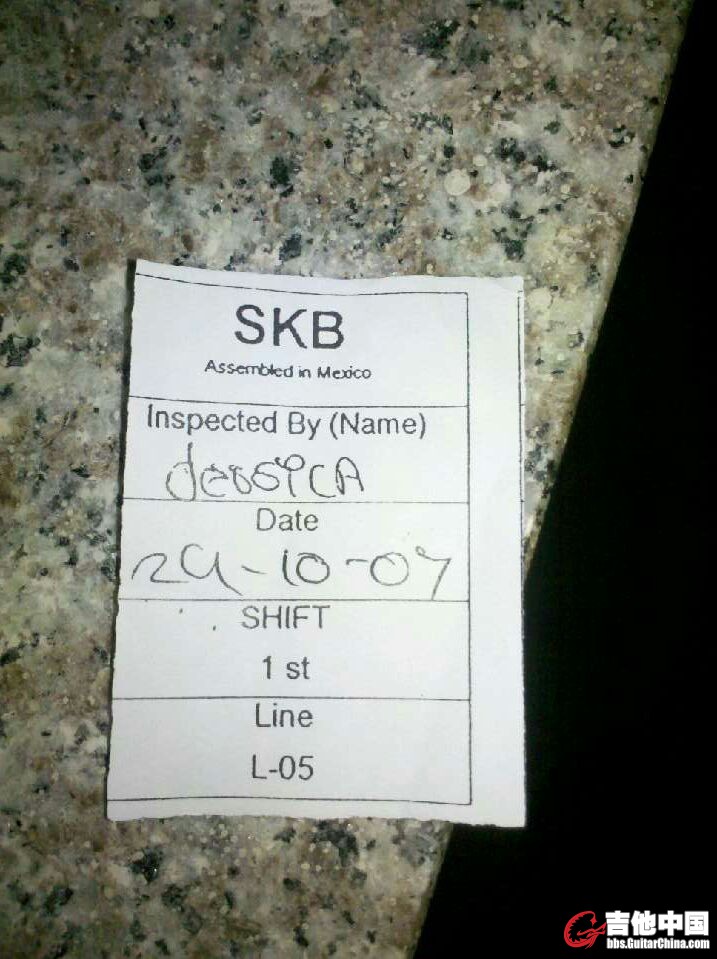 SKB
Assembled in Mexico
Inspected By (Name)
JessicA
Date
29-10-07
SHIFT
1 st
Line
L-05
吉他中国
bbs.GuitarChina.com